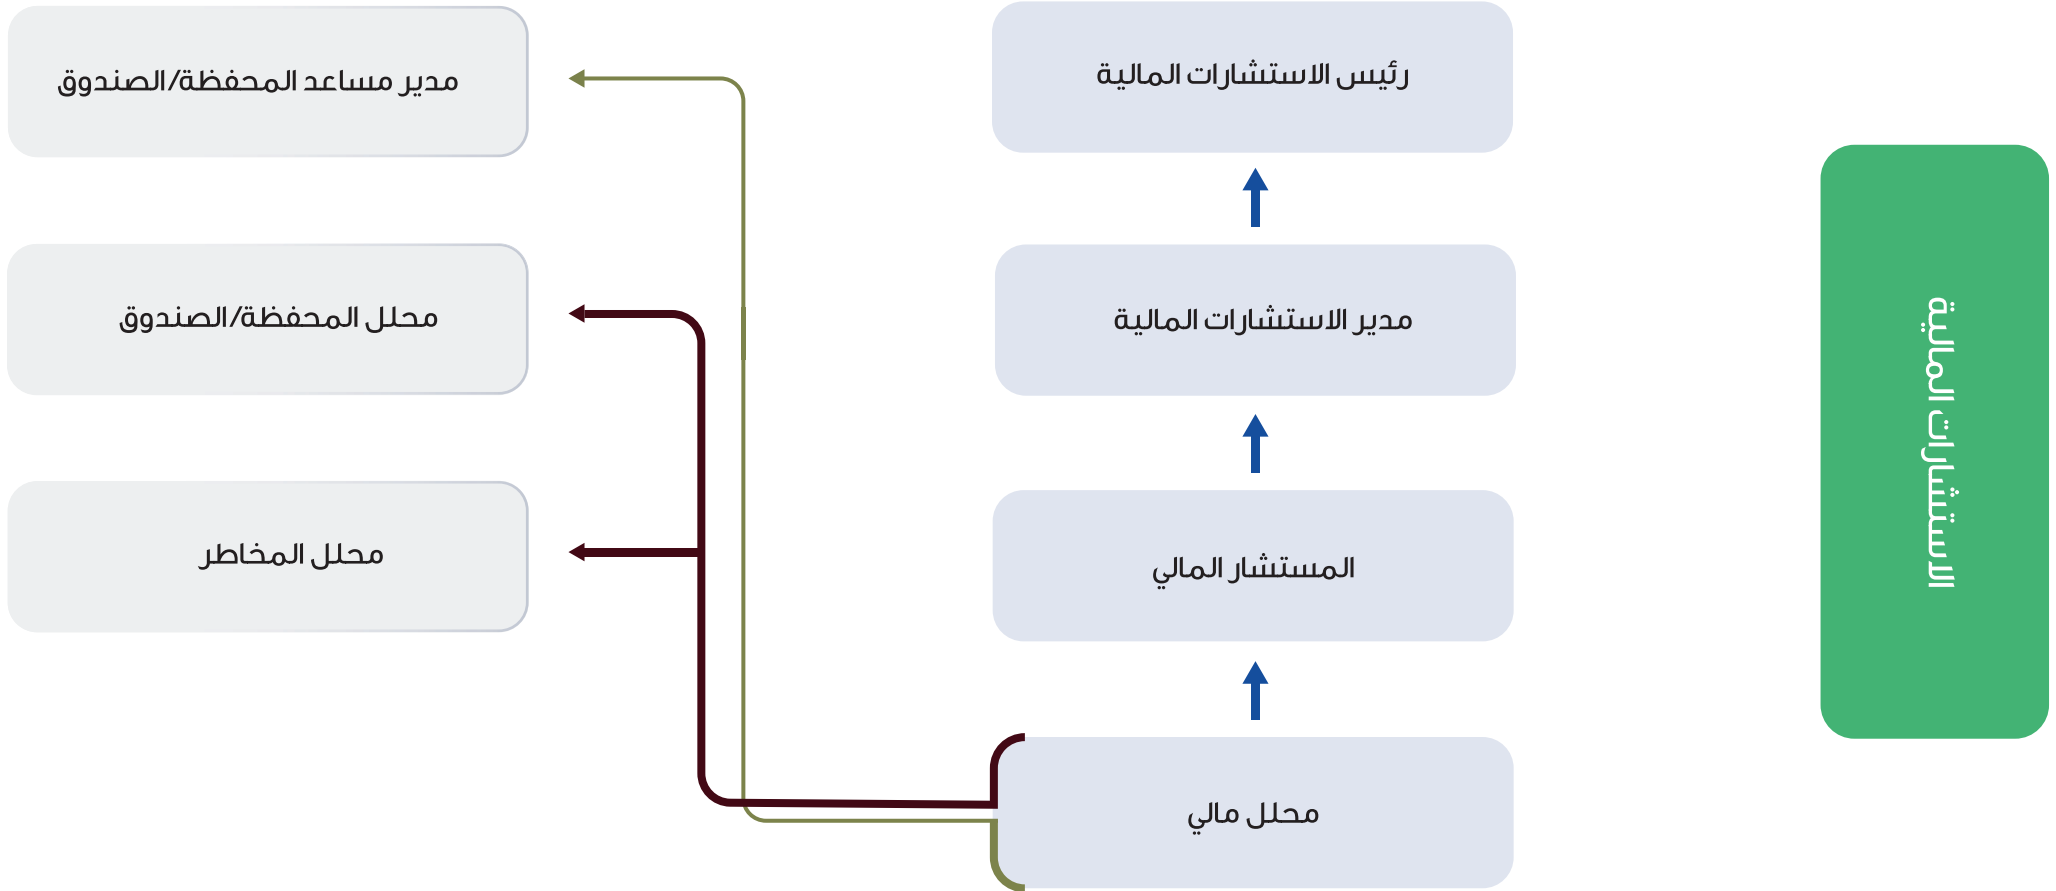 الاستشارات المالية
رئيس الاستشارات المالية
مدير الاستشارات المالية
المستشار المالي
محلل مالي
مدير مساعد المحفظة/الصندوق
محلل المحفظة/الصندوق
محلل المخاطر